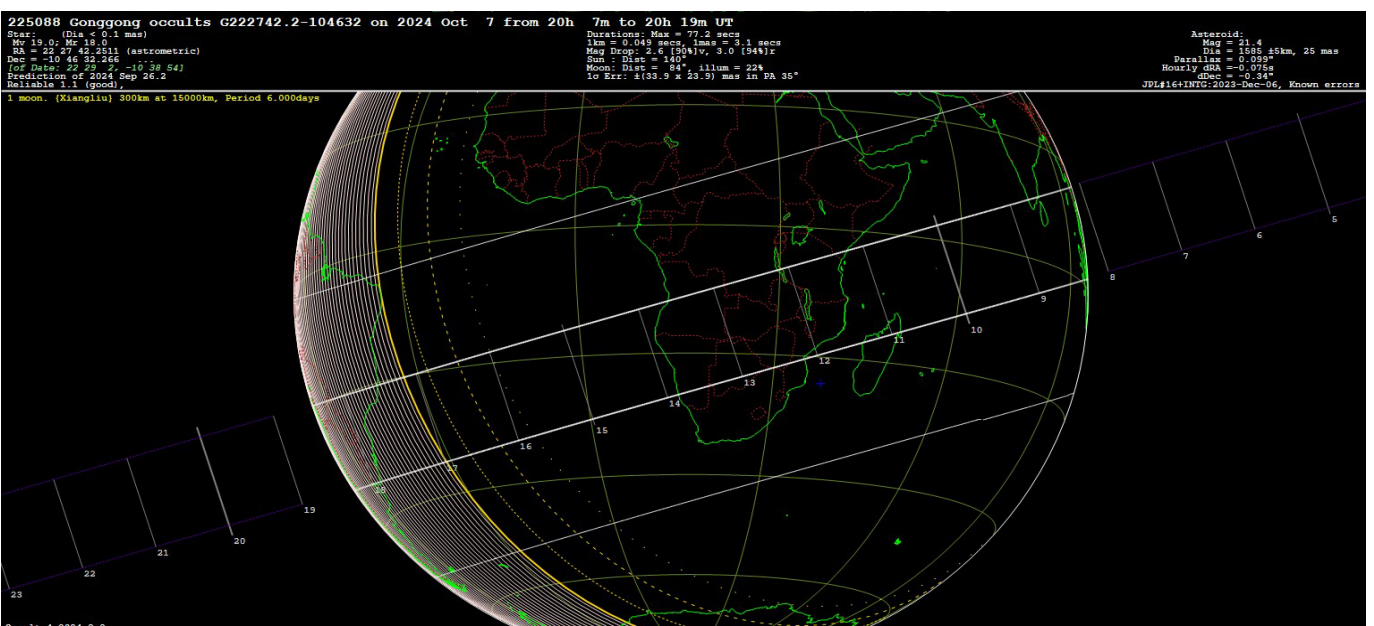 225088 Gonggong occults G222742.2-104632 on 2024 Oct  7 from 20h  7m to 20h 19m UT
Star:    (Dia < 0.1 mas)
Mv 19.0; Mr 18.0
RA = 22 27 42.2511 (astrometric)
Dec = -10 46 32.266   ...
[of Date: 22 29  2, -10 38 54]
Prediction of 2024 Sep 26.2
Reliable 1.1 (good),
Durations: Max = 77.2 secs
1km = 0.049 secs, 1mas = 3.1 secs
Mag Drop: 2.6 [90%]v, 3.0 [94%]r
Sun : Dist = 140°
Moon: Dist =  84°, illum = 22%
1σ Err: ±(33.9 x 23.9) mas in PA 35°
Asteroid:
Mag = 21.4
Dia = 1585 ±5km, 25 mas
Parallax = 0.099"
Hourly dRA =-0.075s
dDec = -0.34"
JPL#16+INTG:2023-Dec-06, Known errors
1 moon. {Xiangliu} 300km at 15000km, Period 6.000days
5
6
7
8
9
10
11
12
13
14
15
16
17
18
19
20
21
22
23